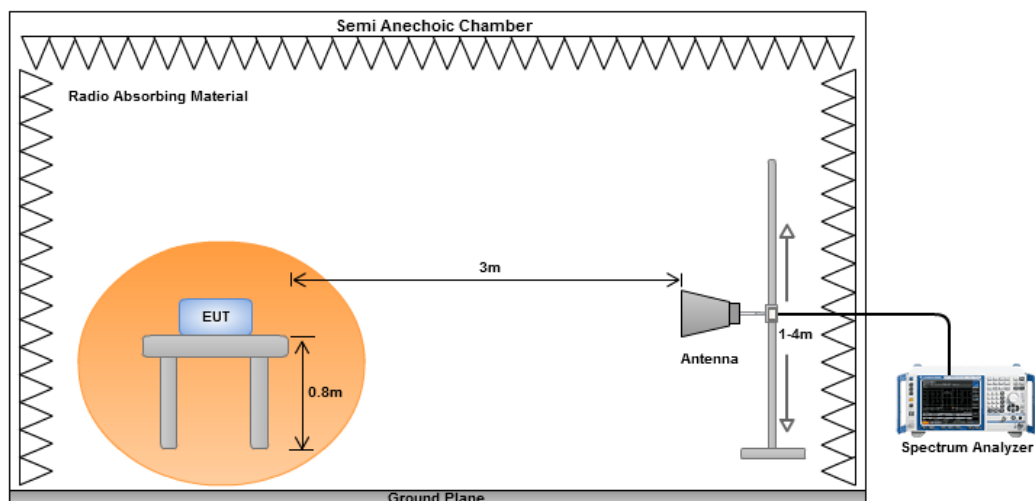 Semi Anechoic Chamber
Radio Absorbing Material
3m
EUT
1-4m
Antenna
0.8m
Spectrum Analyzer
Ground Plane